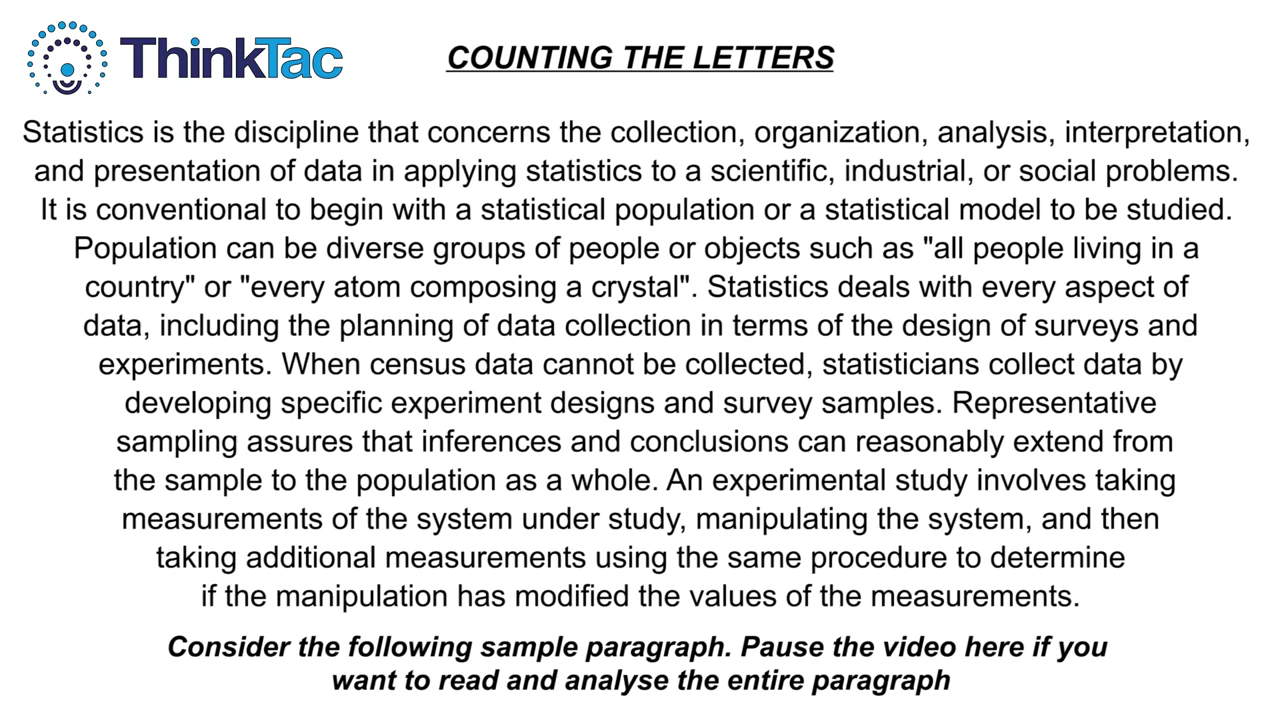 ThinkTac
COUNTING THE LETTERS
Statistics is the discipline that concerns the collection, organization, analysis, interpretation,
and presentation of data in applying statistics to a scientific, industrial, or social problems.
It is conventional to begin with a statistical population or a statistical model to be studied.
Population can be diverse groups of people or objects such as "all people living in a
country" or "every atom composing a crystal". Statistics deals with every aspect of
data, including the planning of data collection in terms of the design of surveys and
experiments. When census data cannot be collected, statisticians collect data by
developing specific experiment designs and survey samples. Representative
sampling assures that inferences and conclusions can reasonably extend from
the sample to the population as a whole. An experimental study involves taking
measurements of the system under study, manipulating the system, and then
taking additional measurements using the same procedure to determine
if the manipulation has modified the values of the measurements.
Consider the following sample paragraph. Pause the video here if you
want to read and analyse the entire paragraph